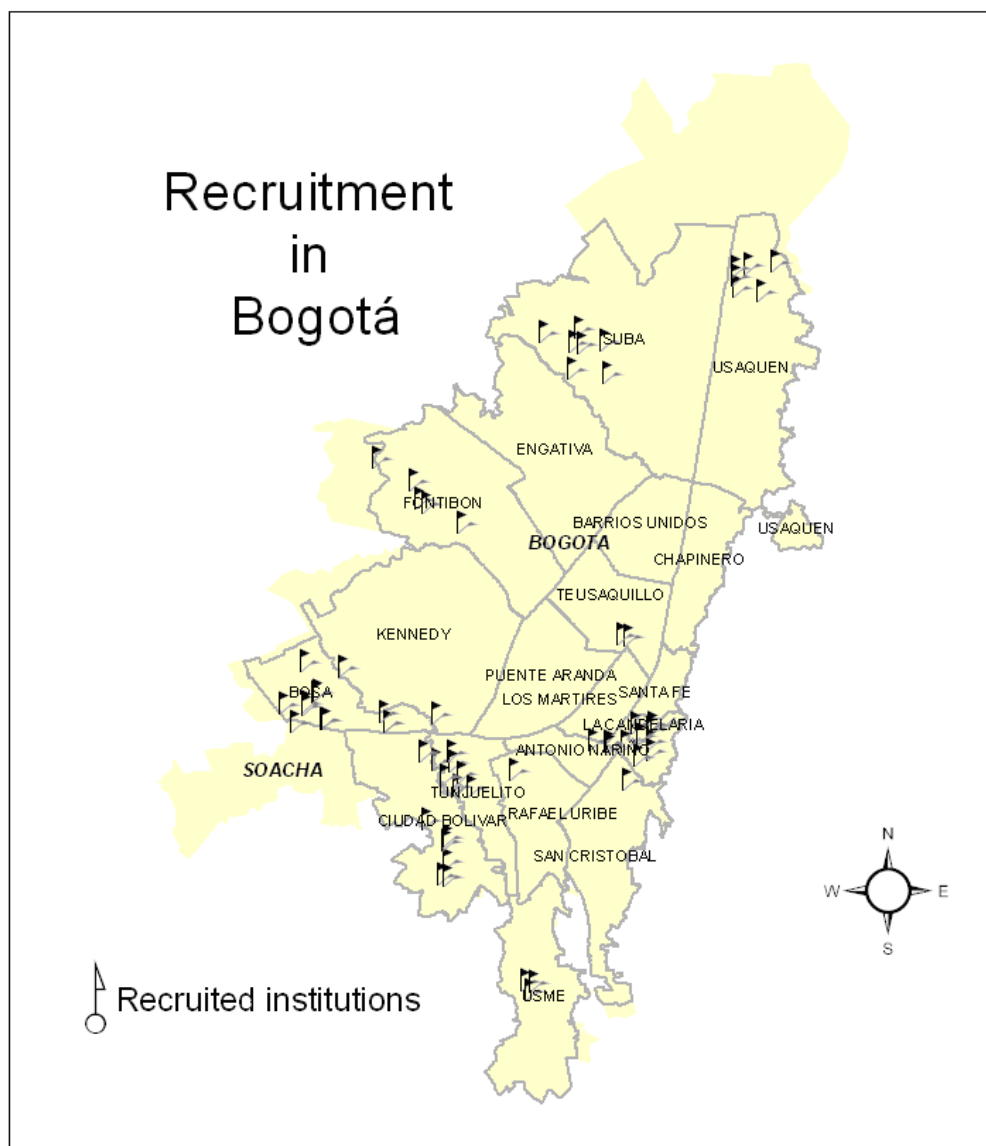 Recruitment
in
Bogotá
SUBA
USAQUEN
ENGATIVA
FONTIBON
BARRIOS UNIDOS
USAQUEN
BOGOTA
CHAPINERO
TEUSAQUILLO
KENNEDY
PUENTE ARANDA
SANTA FE
BOSA
LOS MARTIRES
LA CANDELARIA
ANTONIO NARINO
SOACHA
TUNJUELITO
RAFAEL URIBE
CIUDAD BOLIVAR
SAN CRISTOBAL
N
W
E
S
USME
Recruited institutions